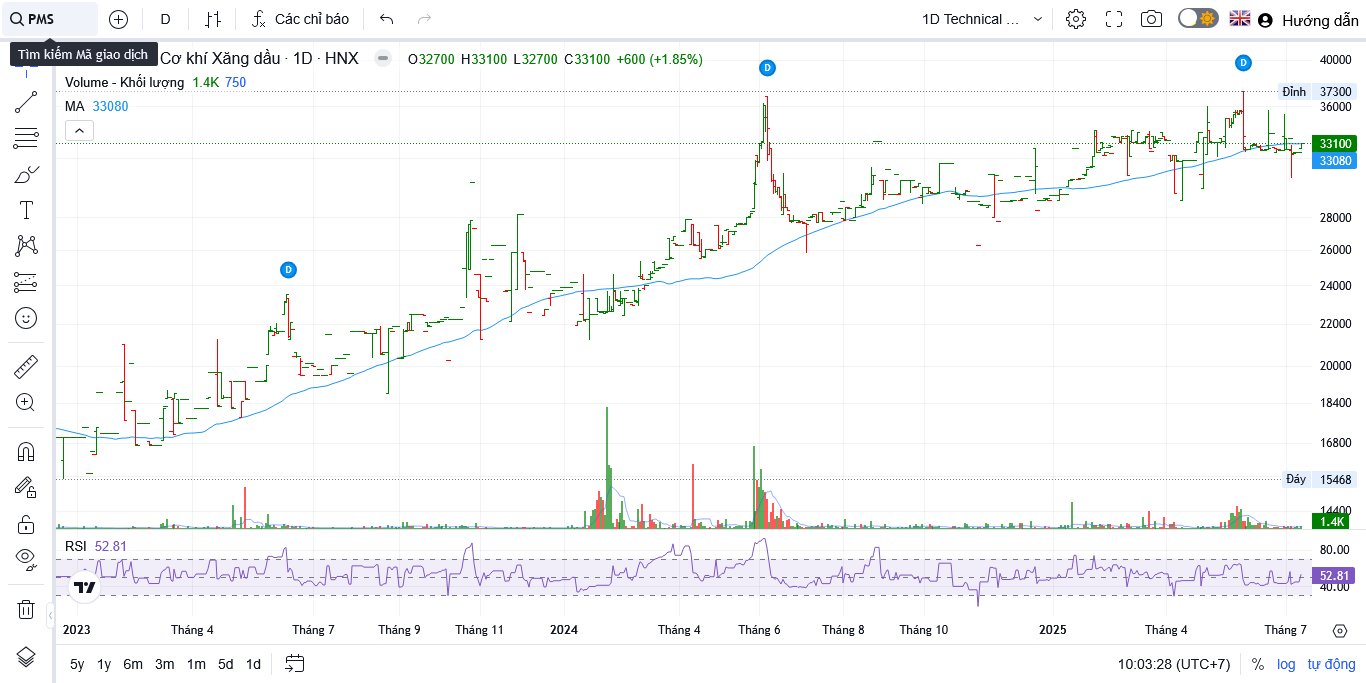 PMS D Các chỉ báo 1D Technical ... Hướng dẫn
Tìm kiếm Mã giao dịch Cơ khí Xăng dầu · 1D · HNX O32700 H33100 L32700 C33100 +600 (+1.85%)
Volume - Khối lượng 1.4K 750
MA 33080
D
D
D
40000
Đỉnh 37300
36000
33100
33080
28000
26000
24000
22000
20000
18400
16800
Đáy 15468
14400
1.4K
RSI 52.81
80.00
52.81
40.00
2023 Tháng 4 Tháng 7 Tháng 9 Tháng 11 2024 Tháng 4 Tháng 6 Tháng 8 Tháng 10 2025 Tháng 4 Tháng 7
5y 1y 6m 3m 1m 5d 1d 10:03:28 (UTC+7) % log tự động